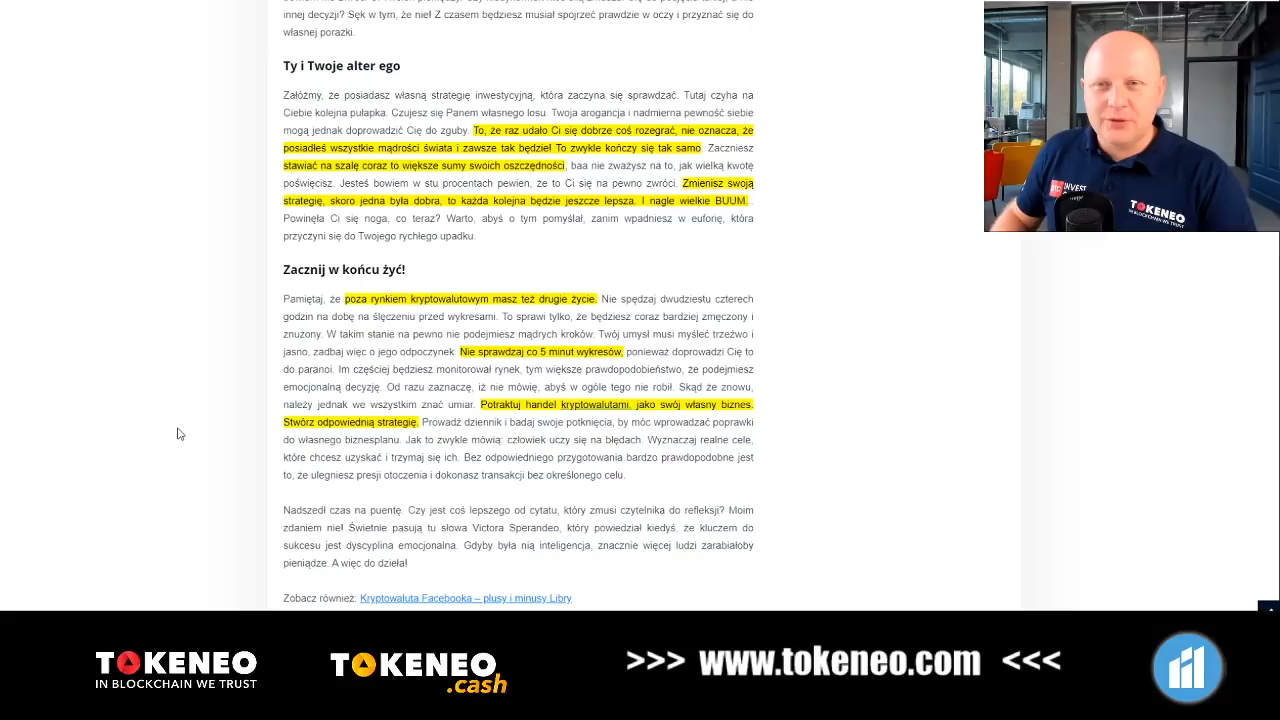 innej decyzji? Sęk w tym, że nie! Z czasem będziesz musiał spojrzeć prawdzie w oczy i przyznać się do
własnej porażki.
Ty i Twoje alter ego
Załóżmy, że posiadasz własną strategię inwestycyjną, która zaczyna się sprawdzać. Tutaj czyha na
Ciebie kolejna pułapka. Czujesz się Panem własnego losu. Twoja arogancja i nadmierna pewność siebie
mogą jednak doprowadzić Cię do zguby. To, że raz udało Ci się dobrze coś rozegrać, nie oznacza, że
posiadłeś wszystkie mądrości świata i zawsze tak będzie! To zwykle kończy się tak samo. Zaczniesz
stawiać na szalę coraz to większe sumy swoich oszczędności, baa nie zważysz na to, jak wielką kwotę
poświęcisz. Jesteś bowiem w stu procentach pewien, że to Ci się na pewno zwróci. Zmienisz swoją
strategię, skoro jedna była dobra, to każda kolejna będzie jeszcze lepsza. I nagle wielkie BUUM..
Powinęła Ci się noga, co teraz? Warto, abyś o tym pomyślał, zanim wpadniesz w euforię, która
przyczyni się do Twojego rychłego upadku.
Zacznij w końcu żyć!
Pamiętaj, że poza rynkiem kryptowalutowym masz też drugie życie. Nie spędzaj dwudziestu czterech
godzin na dobę na ślęczeniu przed wykresami. To sprawi tylko, że będziesz coraz bardziej zmęczony i
znużony. W takim stanie na pewno nie podejmiesz mądrych kroków. Twój umysł musi myśleć trzeźwo i
jasno, zadbaj więc o jego odpoczynek. Nie sprawdzaj co 5 minut wykresów, ponieważ doprowadzi Cię to
do paranoi. Im częściej będziesz monitorował rynek, tym większe prawdopodobieństwo, że podejmiesz
emocjonalną decyzję. Od razu zaznaczę, iż nie mówię, abyś w ogóle tego nie robił. Skąd że znowu,
należy jednak we wszystkim znać umiar. Potraktuj handel kryptowalutami, jako swój własny biznes.
Stwórz odpowiednią strategię. Prowadź dziennik i badaj swoje potknięcia, by móc wprowadzać poprawki
do własnego biznesplanu. Jak to zwykle mówią: człowiek uczy się na błędach. Wyznaczaj realne cele,
które chcesz uzyskać i trzymaj się ich. Bez odpowiedniego przygotowania bardzo prawdopodobne jest
to, że ulegniesz presji otoczenia i dokonasz transakcji bez określonego celu.
Nadszedł czas na puentę. Czy jest coś lepszego od cytatu, który zmusi czytelnika do refleksji? Moim
zdaniem nie! Świetnie pasują tu słowa Victora Sperandeo, który powiedział kiedyś, że kluczem do
sukcesu jest dyscyplina emocjonalna. Gdyby była nią inteligencja, znacznie więcej ludzi zarabiałoby
pieniądze. A więc do dzieła!
Zobacz również: Kryptowaluta Facebooka – plusy i minusy Libry
INVEST
TOKENEO
IN BLOCKCHAIN WE TRUST
TOKENEO
IN BLOCKCHAIN WE TRUST
TOKENEO
.cash
>>> www.tokeneo.com <<<